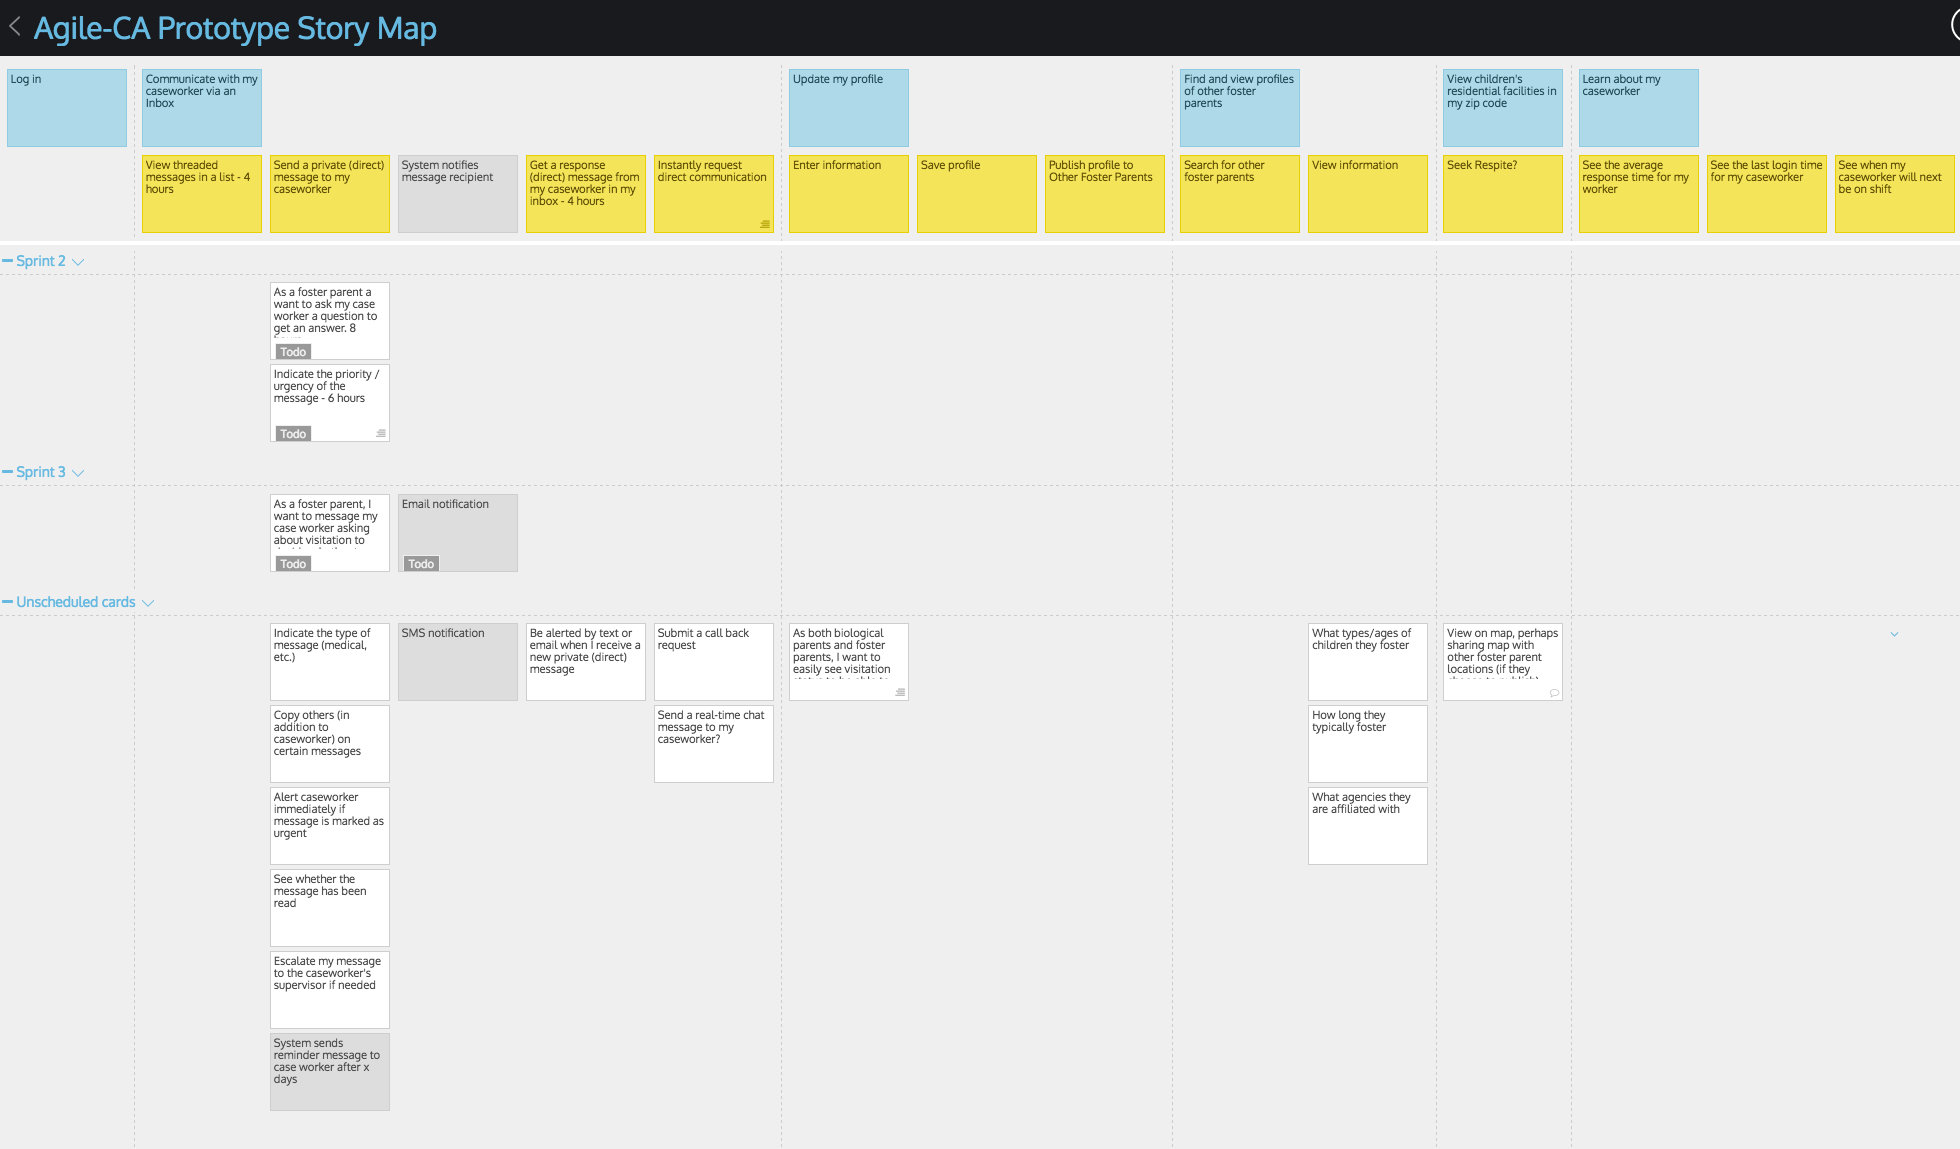 Agile-CA Prototype Story Map
Log in
Communicate with my
caseworker via an
Inbox
Update my profile
Find and view profiles
of other foster
parents
View children's
residential facilities in
my zip code
Learn about my
caseworker
View threaded
messages in a list - 4
hours
Send a private (direct)
message to my
caseworker
System notifies
message recipient
Get a response
(direct) message from
my caseworker in my
inbox - 4 hours
Instantly request
direct communication
Enter information
Save profile
Publish profile to
Other Foster Parents
Search for other
foster parents
View information
Seek Respite?
See the average
response time for my
worker
See the last login time
for my caseworker
See when my
caseworker will next
be on shift
Sprint 2
As a foster parent a
want to ask my case
worker a question to
get an answer. 8
Todo
Indicate the priority /
urgency of the
message - 6 hours
Todo
Sprint 3
As a foster parent, I
want to message my
case worker asking
about visitation to
Todo
Email notification
Todo
Unscheduled cards
Indicate the type of
message (medical,
etc.)
SMS notification
Be alerted by text or
email when I receive a
new private (direct)
message
Submit a call back
request
As both biological
parents and foster
parents, I want to
easily see visitation
What types/ages of
children they foster
View on map, perhaps
sharing map with
other foster parent
locations (if they
Copy others (in
addition to
caseworker) on
certain messages
Send a real-time chat
message to my
caseworker?
How long they
typically foster
Alert caseworker
immediately if
message is marked as
urgent
What agencies they
are affiliated with
See whether the
message has been
read
Escalate my message
to the caseworker's
supervisor if needed
System sends
reminder message to
case worker after x
days